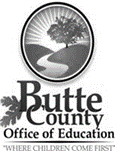 Butte
County
Office of Education
"WHERE CHILDREN COME FIRST"